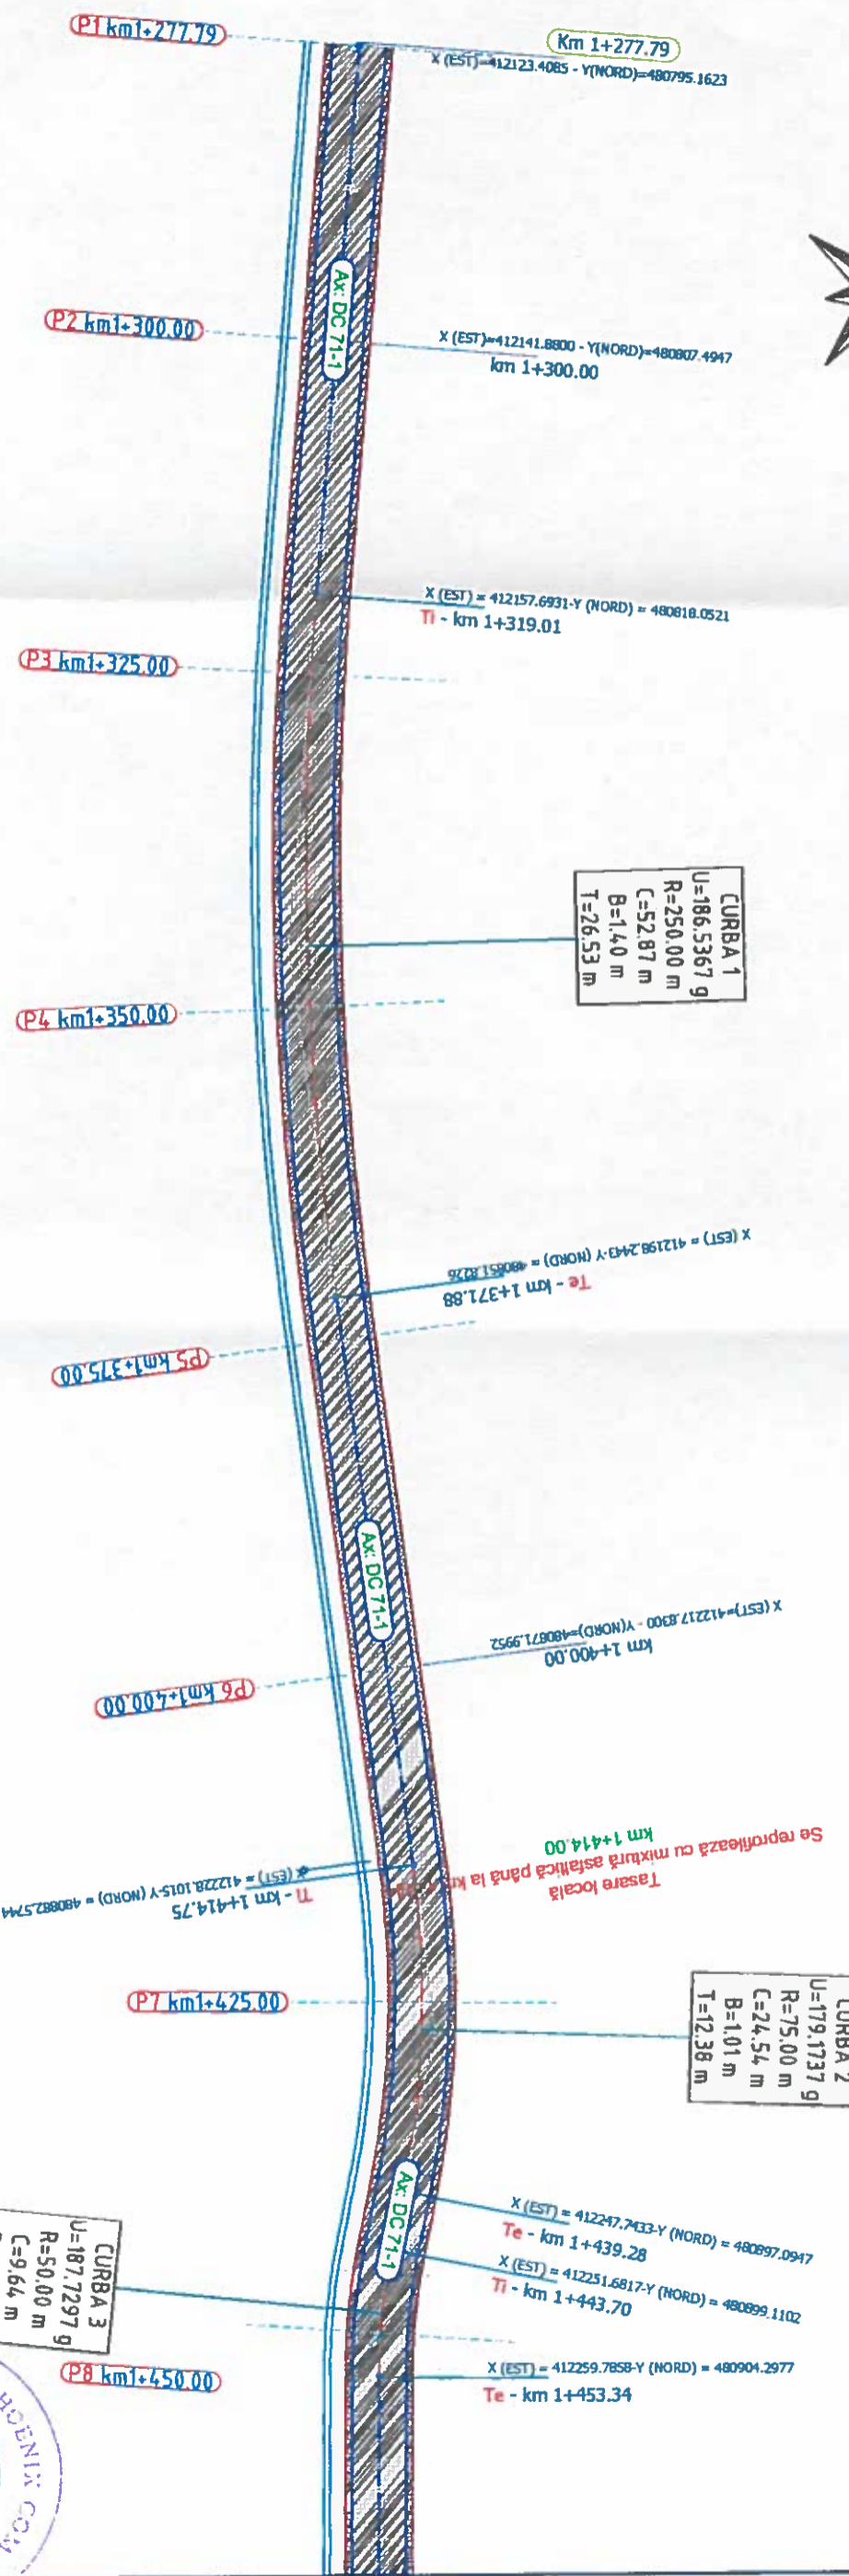 P1 km1+277.79
Km 1+277.79
X (EST)=412123.4085 - Y(NORD)=480795.1623
Ax: DC 71-1
P2 km1+300.00
X (EST)=412141.8800 - Y(NORD)=480807.4947
km 1+300.00
X (EST) = 412157.6931-Y (NORD) = 480818.0521
Ti - km 1+319.01
P3 km1+325.00
CURBA 1
U=186.5367 g
R=250.00 m
C=52.87 m
B=1.40 m
T=26.53 m
P4 km1+350.00
X (EST) = 412198.2443-Y (NORD) = 480851.8276
Te - km 1+371.88
P5 km1+375.00
Ax: DC 71-1
X (EST)=412217.8300 - Y(NORD)=480871.9952
km 1+400.00
P6 km1+400.00
Tasare locală
Se reprofilează cu mixtură asfaltică până la
km 1+414.00
X (EST) = 412228.1015-Y (NORD) = 480882.5744
Ti - km 1+414.75
P7 km1+425.00
CURBA 2
U=179.1737 g
R=75.00 m
C=24.54 m
B=1.01 m
T=12.38 m
Ax: DC 71-1
X (EST) = 412247.7433-Y (NORD) = 480897.0947
Te - km 1+439.28
X (EST) = 412251.6817-Y (NORD) = 480899.1102
Ti - km 1+443.70
CURBA 3
U=187.7297 g
R=50.00 m
C=9.64 m
P8 km1+450.00
X (EST) = 412259.7858-Y (NORD) = 480904.2977
Te - km 1+453.34